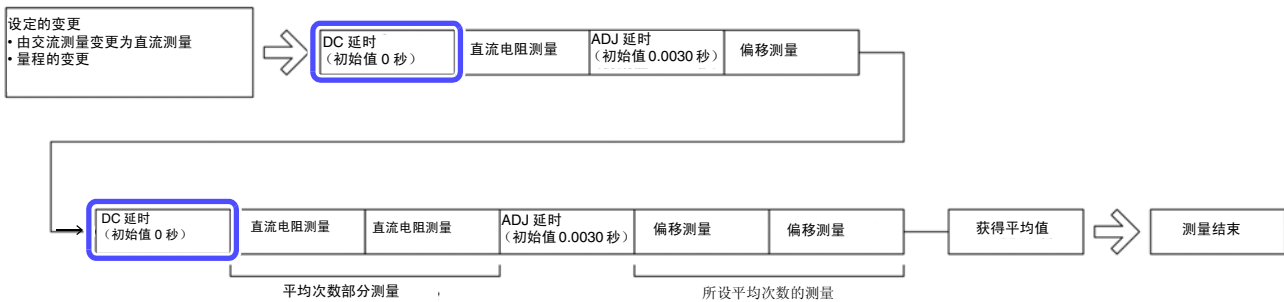 设定的变更
• 由交流测量变更为直流测量
• 量程的变更
DC 延时
（初始值 0 秒）
直流电阻测量
ADJ 延时
（初始值 0.0030 秒）
偏移测量
DC 延时
（初始值 0 秒）
直流电阻测量
直流电阻测量
ADJ 延时
（初始值 0.0030 秒）
偏移测量
偏移测量
获得平均值
测量结束
平均次数部分测量
所设平均次数的测量